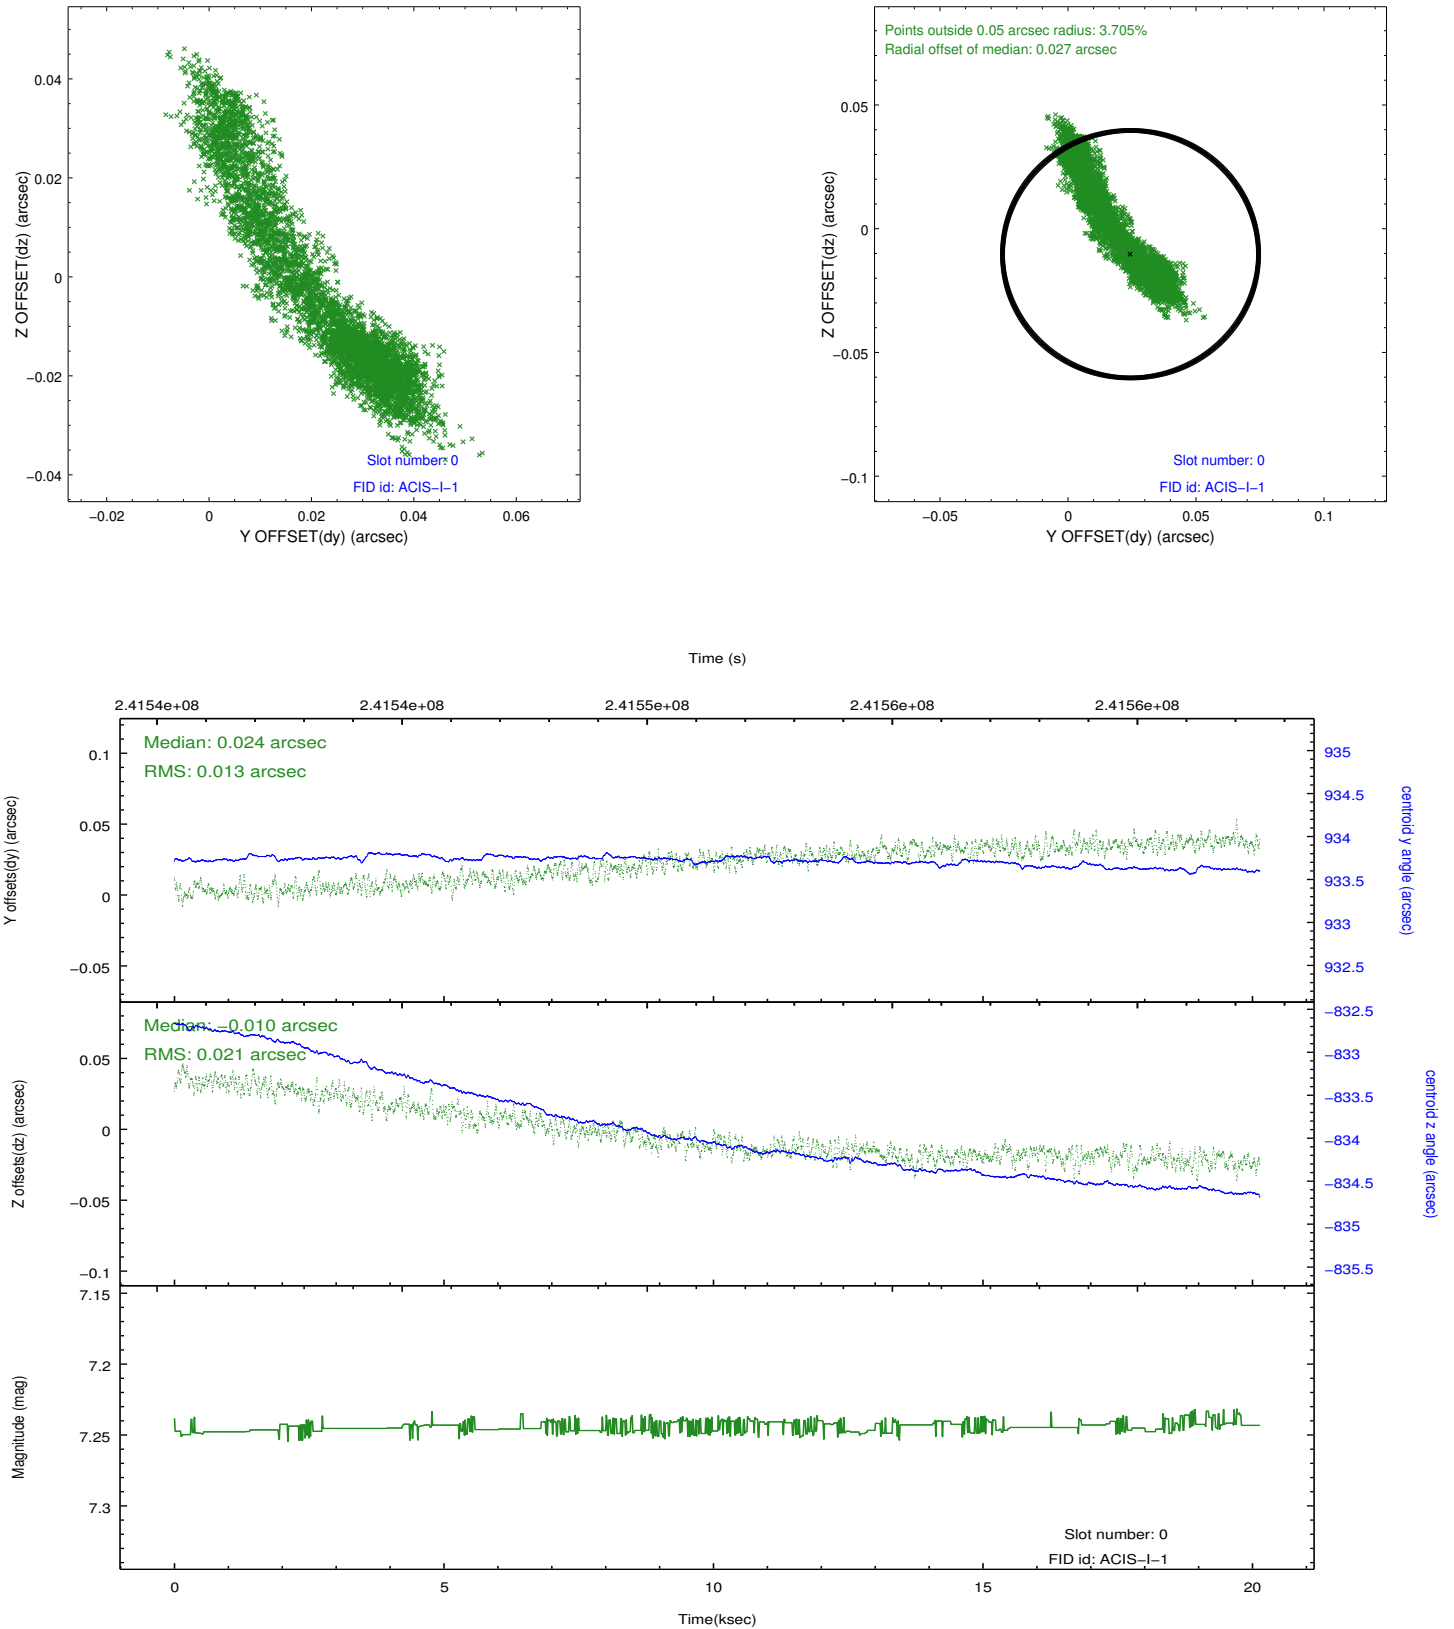 0.04
0.02
0
−0.02
−0.04
Z OFFSET(dz) (arcsec)
Slot number: 0
FID id: ACIS−I−1
−0.02
0
0.02
0.04
0.06
Y OFFSET(dy) (arcsec)
Points outside 0.05 arcsec radius: 3.705%
Radial offset of median: 0.027 arcsec
0.05
0
−0.05
−0.1
Z OFFSET(dz) (arcsec)
Slot number: 0
FID id: ACIS−I−1
−0.05
0
0.05
0.1
Y OFFSET(dy) (arcsec)
Time (s)
2.4154e+08
2.4154e+08
2.4155e+08
2.4156e+08
2.4156e+08
Median: 0.024 arcsec
RMS: 0.013 arcsec
0.1
0.05
0
−0.05
Y offsets(dy) (arcsec)
935
934.5
934
933.5
933
932.5
centroid y angle (arcsec)
Median: −0.010 arcsec
RMS: 0.021 arcsec
0.05
0
−0.05
−0.1
Z offsets(dz) (arcsec)
−832.5
−833
−833.5
−834
−834.5
−835
−835.5
centroid z angle (arcsec)
7.15
7.2
7.25
7.3
Magnitude (mag)
Slot number: 0
FID id: ACIS−I−1
0
5
10
15
20
Time(ksec)